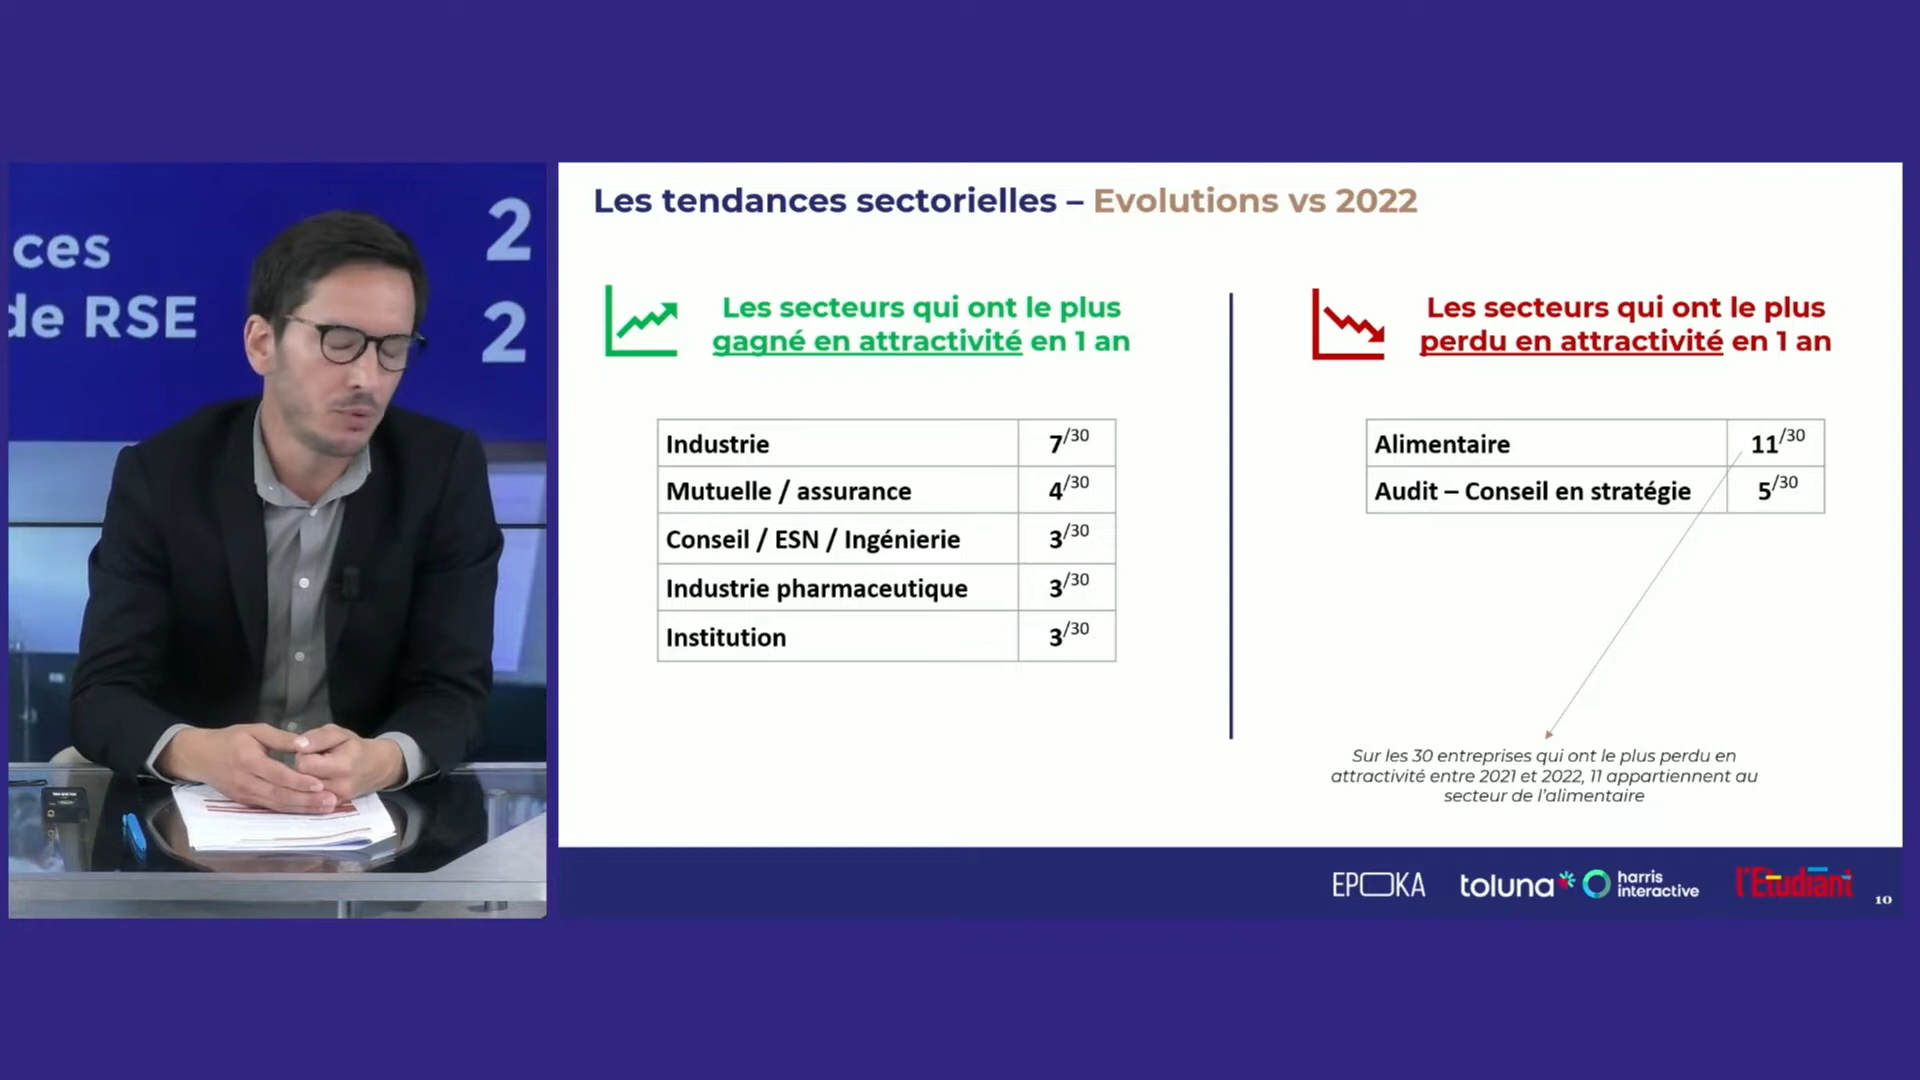 ces
de RSE
2
2
Les tendances sectorielles – Evolutions vs 2022
Les secteurs qui ont le plus
gagné en attractivité en 1 an
Industrie 7/30
Mutuelle / assurance 4/30
Conseil / ESN / Ingénierie 3/30
Industrie pharmaceutique 3/30
Institution 3/30
Les secteurs qui ont le plus
perdu en attractivité en 1 an
Alimentaire 11/30
Audit – Conseil en stratégie 5/30
Sur les 30 entreprises qui ont le plus perdu en
attractivité entre 2021 et 2022, 11 appartiennent au
secteur de l'alimentaire
EPOKA
toluna
harris
interactive
l'Etudiant
10